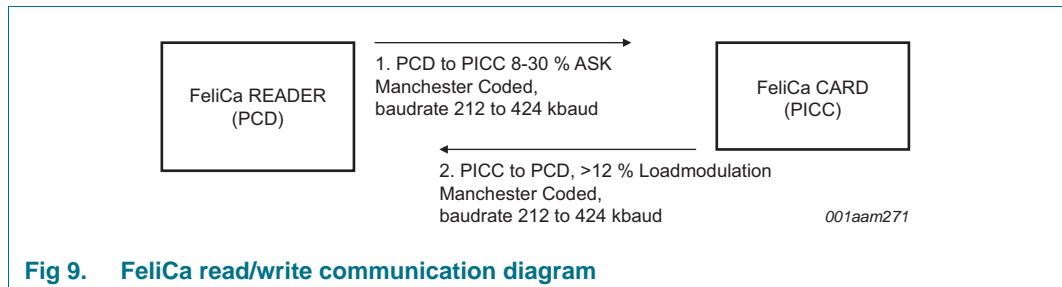 FeliCa READER
(PCD)
1. PCD to PICC 8-30 % ASK
Manchester Coded,
baudrate 212 to 424 kbaud
FeliCa CARD
(PICC)
2. PICC to PCD, >12 % Loadmodulation
Manchester Coded,
baudrate 212 to 424 kbaud
001aam271
Fig 9. FeliCa read/write communication diagram